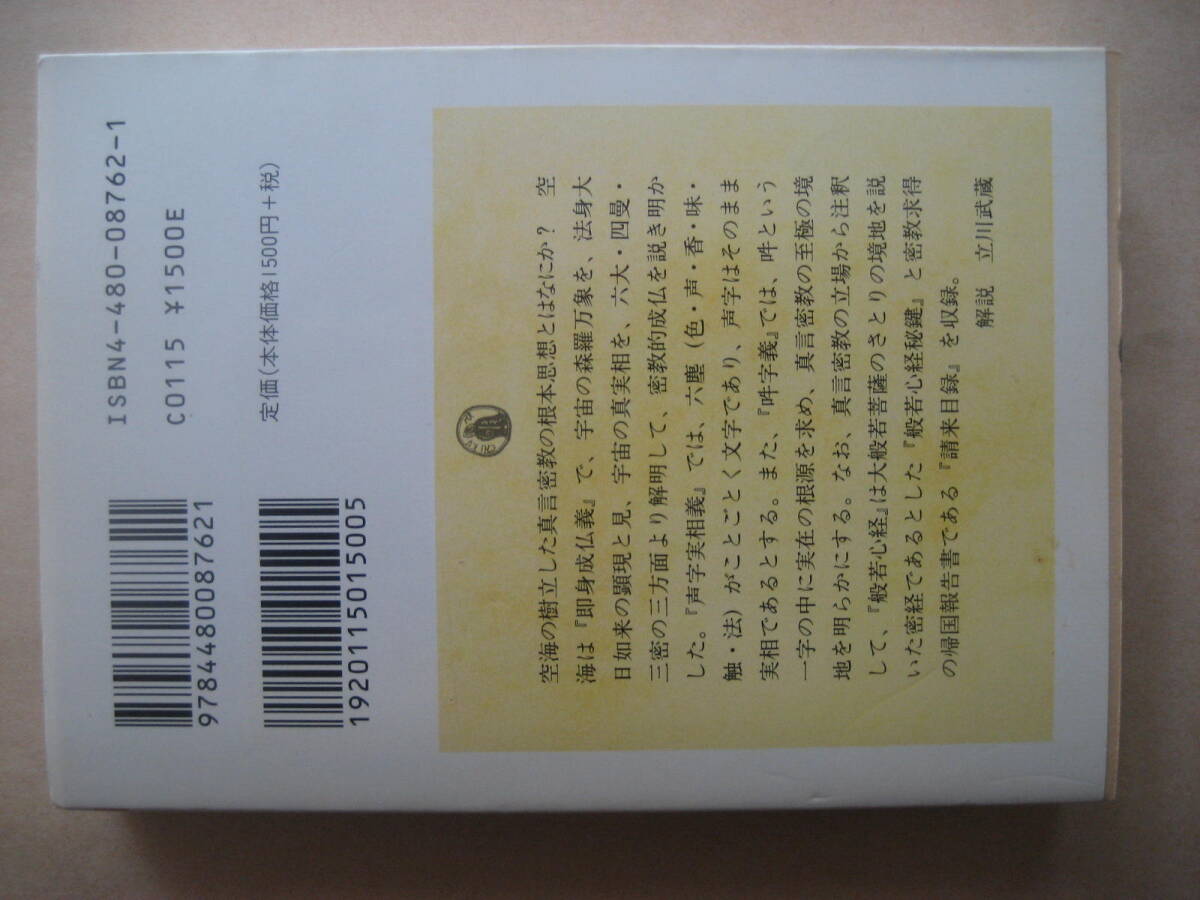 ISBN4-480-08762-1
C0115 ¥1500E
定価(本体価格1500円+税)
9784480087621
1920115015005
空海の樹立した真言密教の根本思想とはなにか? 空
海は『即身成仏義』で、宇宙の森羅万象を、法身大
日如来の顕現と見、宇宙の真実相を、六大・四曼・
三密の三方面より解明して、密教的成仏を説き明か
した。『声字実相義』では、六塵(色・声・香・味・
触・法)がことごとく文字であり、声字はそのまま
実相であるとする。また、『吽字義』では、吽という
一字の中に実在の根源を求め、真言密教の至極の境
地を明らかにする。なお、真言密教の立場から注釈
して、『般若心経』は大般若菩薩のさとりの境地を説
いた密経であるとした『般若心経秘鍵』と密教求得
の帰国報告書である『請来目録』を収録。
解説 立川武蔵